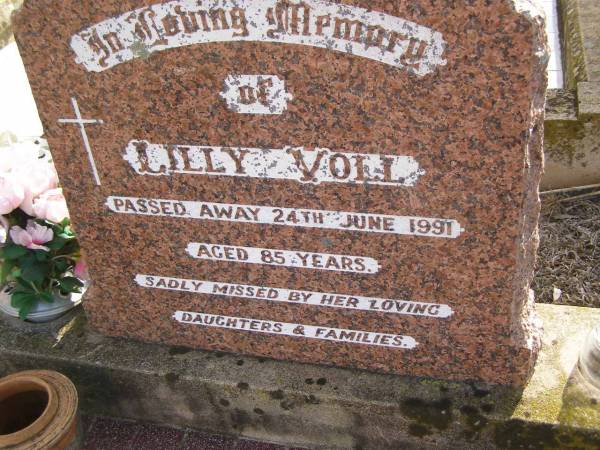 In Loving Memory
of
LILLY VOLL
PASSED AWAY 24TH JUNE 1991
AGED 85 YEARS.
SADLY MISSED BY HER LOVING
DAUGHTERS & FAMILIES.